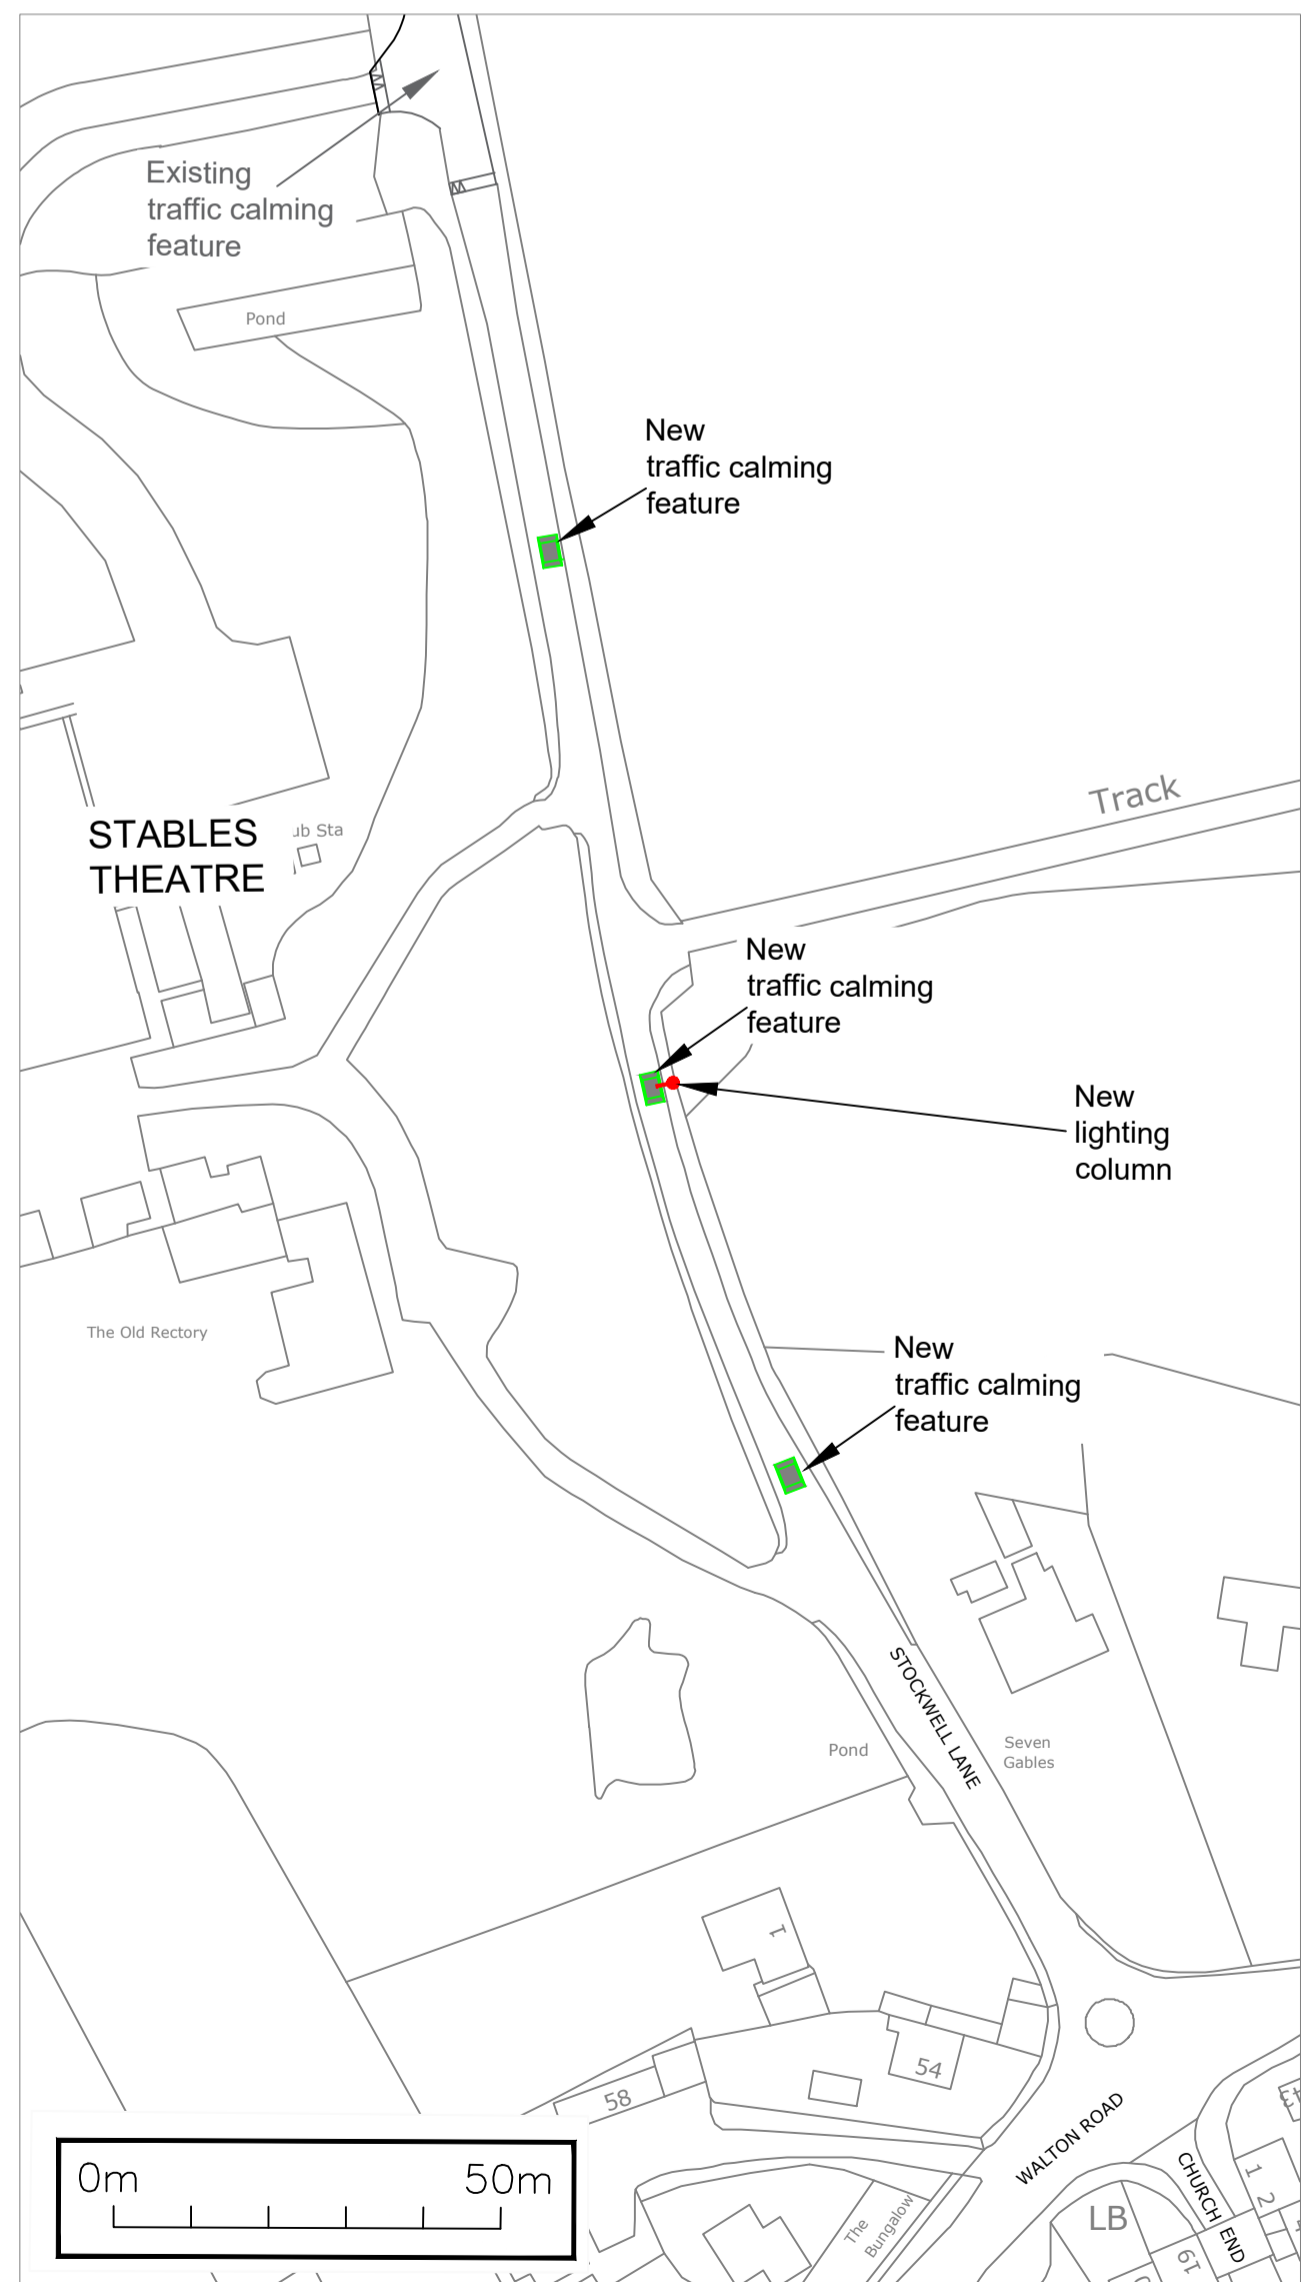 Existing
traffic calming
feature
Pond
New
traffic calming
feature
Track
STABLES
THEATRE
ub Sta
New
traffic calming
feature
New
lighting
column
The Old Rectory
New
traffic calming
feature
STOCKWELL LANE
Seven
Gables
Pond
1
54
58
WALTON ROAD
CHURCH END
1
2
LB
19
The
Bungalow
0m
50m